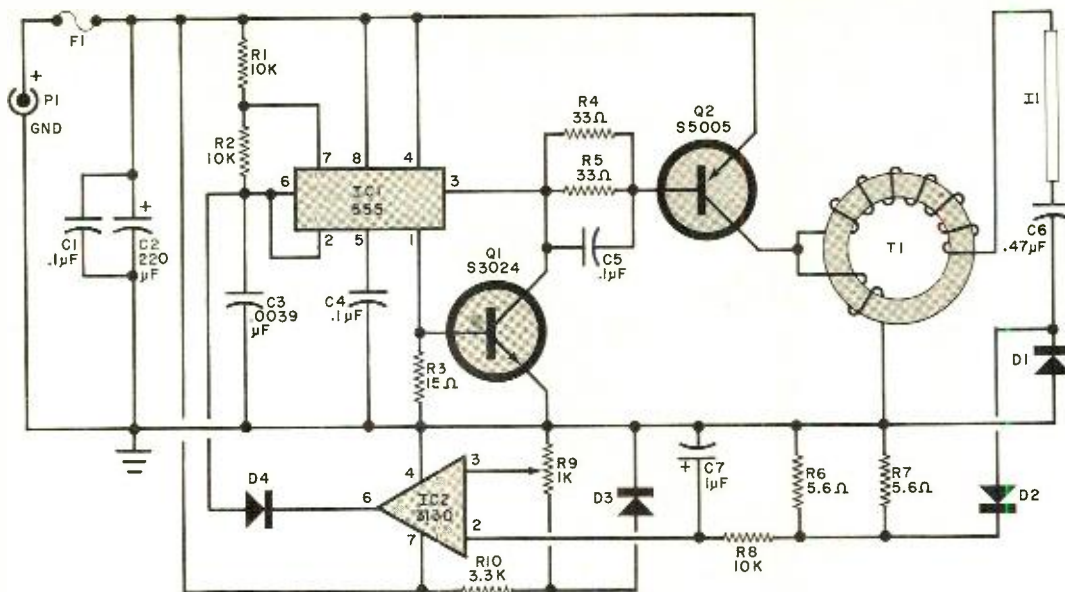 F1
+
P1
GND
C1
.1µF
+
C2
220
µF
R1
10K
R2
10K
7
8
4
6
IC1
555
3
2
5
1
C3
.0039
µF
C4
.1µF
R3
15Ω
Q1
S3024
R4
33Ω
R5
33Ω
C5
.1µF
Q2
S5005
T1
I1
C6
.47µF
D1
D4
6
4
3
IC2
3130
7
2
R9
1K
D3
+
C7
1µF
R6
5.6Ω
R7
5.6Ω
D2
R8
10K
R10
3.3K